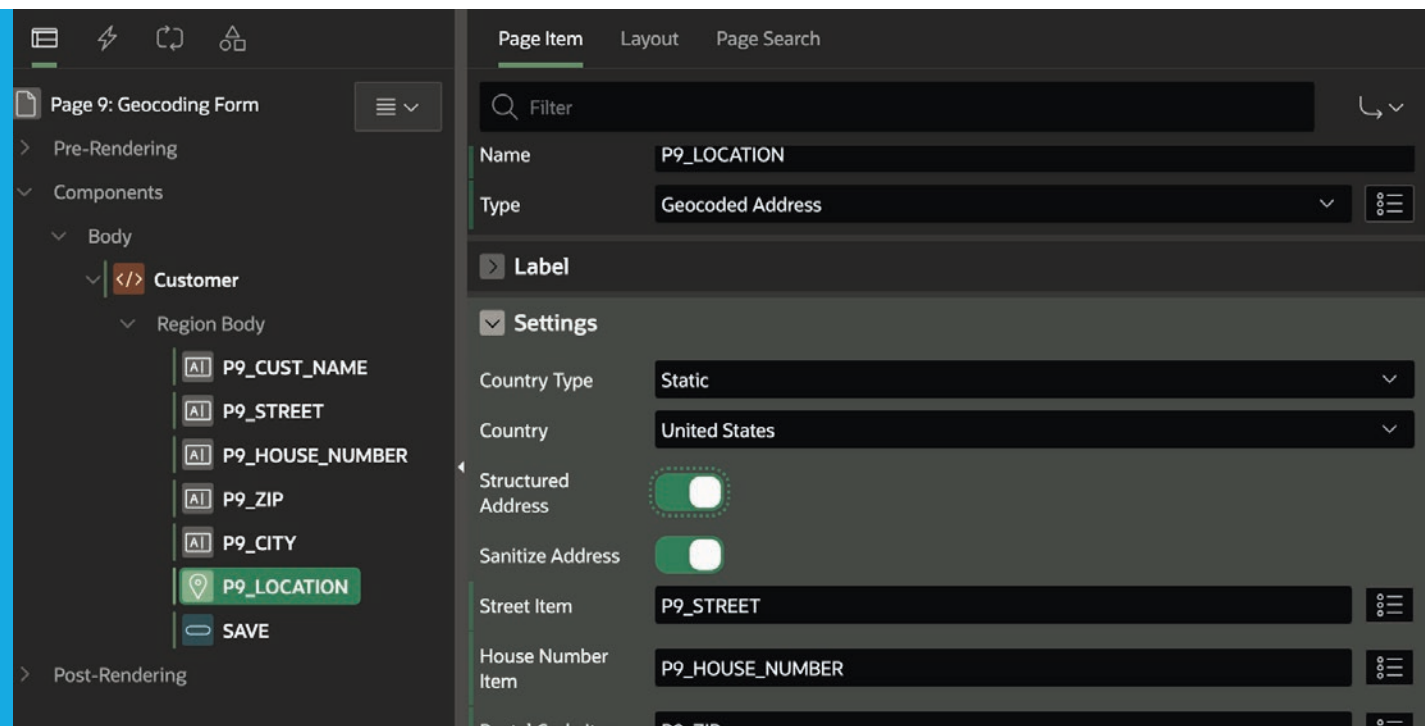 Page 9: Geocoding Form
Pre-Rendering
Components
Body
</> Customer
Region Body
P9_CUST_NAME
P9_STREET
P9_HOUSE_NUMBER
P9_ZIP
P9_CITY
P9_LOCATION
SAVE
Post-Rendering
Page Item Layout Page Search
Filter
Name P9_LOCATION
Type Geocoded Address
Label
Settings
Country Type Static
Country United States
Structured
Address
Sanitize Address
Street Item P9_STREET
House Number
Item P9_HOUSE_NUMBER